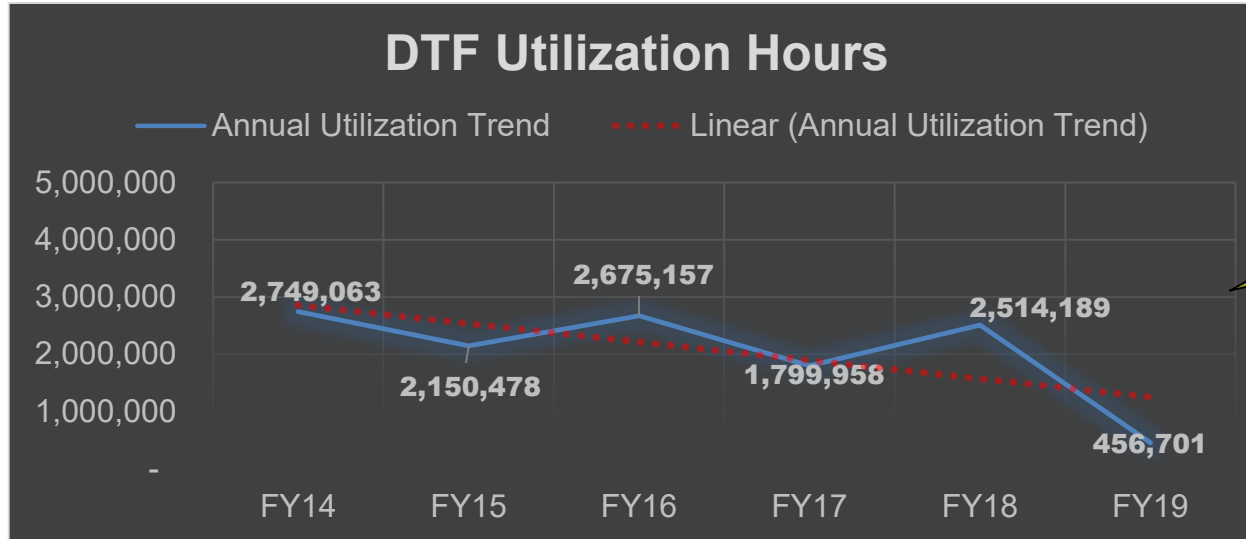 DTF Utilization Hours
Annual Utilization Trend
Linear (Annual Utilization Trend)
5,000,000
4,000,000
3,000,000
2,000,000
1,000,000
-
2,749,063
2,150,478
2,675,157
1,799,958
2,514,189
456,701
FY14
FY15
FY16
FY17
FY18
FY19